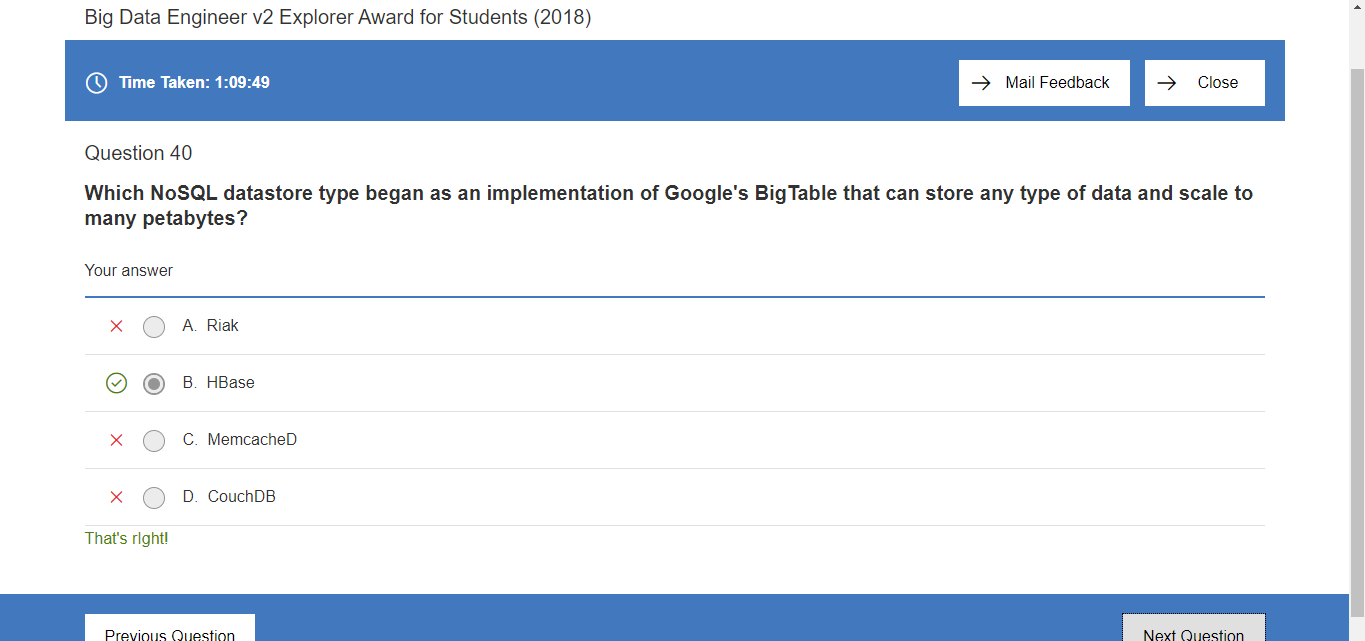 Big Data Engineer v2 Explorer Award for Students (2018)
Time Taken: 1:09:49
Mail Feedback
Close
Question 40
Which NoSQL datastore type began as an implementation of Google's BigTable that can store any type of data and scale to
many petabytes?
Your answer
A. Riak
B. HBase
C. MemcacheD
D. CouchDB
That's right!
Previous Question
Next Question